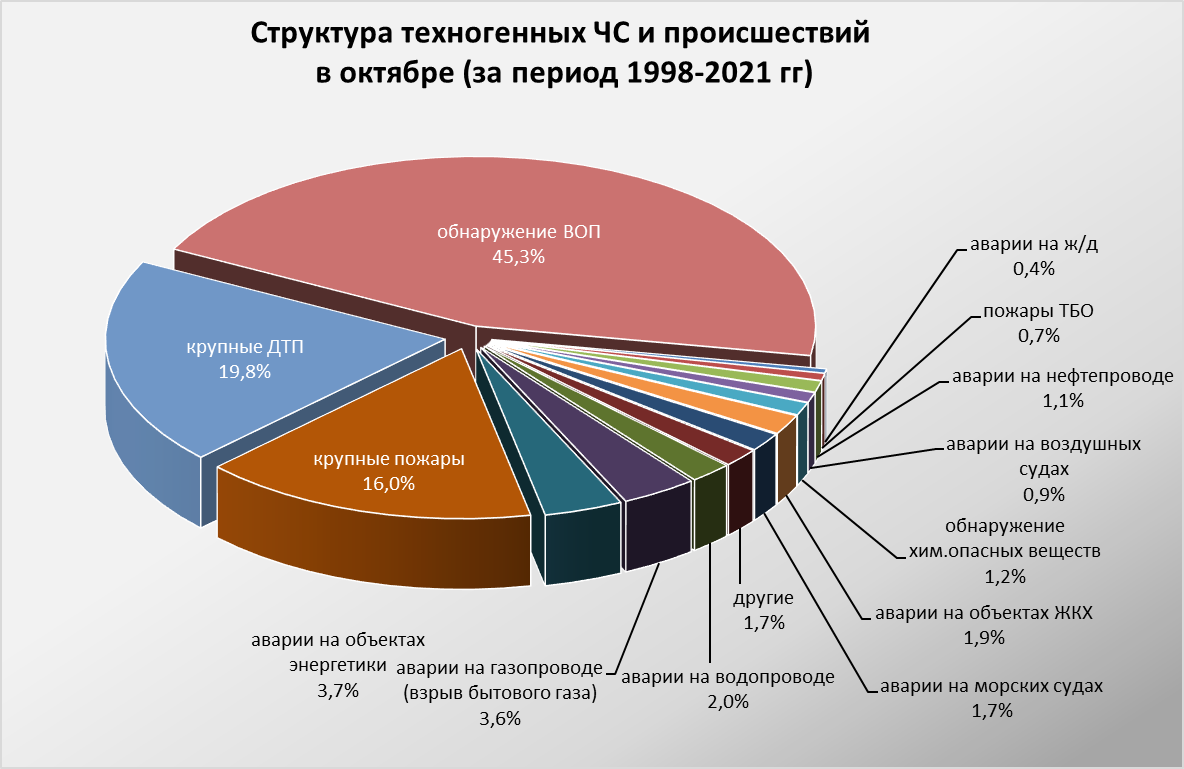 Структура техногенных ЧС и происшествий
в октябре (за период 1998-2021 гг)
обнаружение ВОП
45,3%
аварии на ж/д
0,4%
пожары ТБО
0,7%
крупные ДТП
19,8%
аварии на нефтепроводе
1,1%
аварии на воздушных
судах
0,9%
крупные пожары
16,0%
обнаружение
хим.опасных веществ
1,2%
другие
1,7%
аварии на объектах ЖКХ
1,9%
аварии на объектах
энергетики
3,7%
аварии на газопроводе
(взрыв бытового газа)
3,6%
аварии на водопроводе
2,0%
аварии на морских судах
1,7%